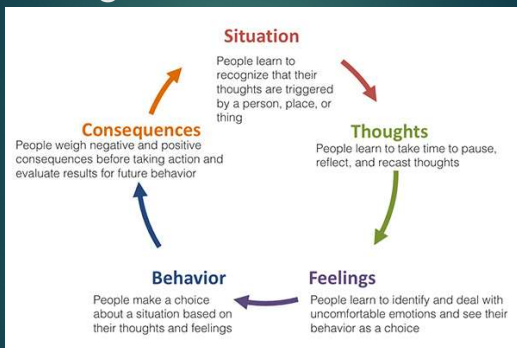 Situation
People learn to
recognize that their
thoughts are triggered
by a person, place, or
thing
Thoughts
People learn to take time to pause,
reflect, and recast thoughts
Feelings
People learn to identify and deal with
uncomfortable emotions and see their
behavior as a choice
Behavior
People make a choice
about a situation based on
their thoughts and feelings
Consequences
People weigh negative and positive
consequences before taking action and
evaluate results for future behavior